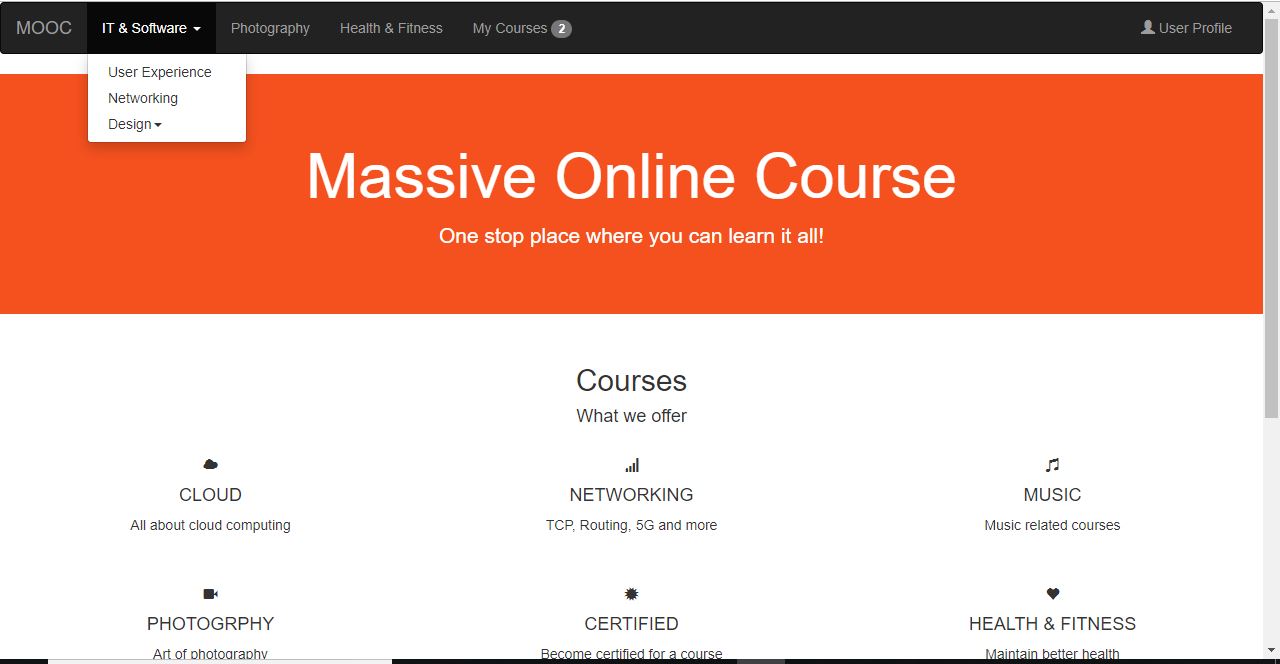 MOOC IT & Software Photography Health & Fitness My Courses 2 User Profile
User Experience
Networking
Design
Massive Online Course
One stop place where you can learn it all!
Courses
What we offer
CLOUD NETWORKING MUSIC
All about cloud computing TCP, Routing, 5G and more Music related courses
PHOTOGRPHY CERTIFIED HEALTH & FITNESS
Art of photography Become certified for a course Maintain better health